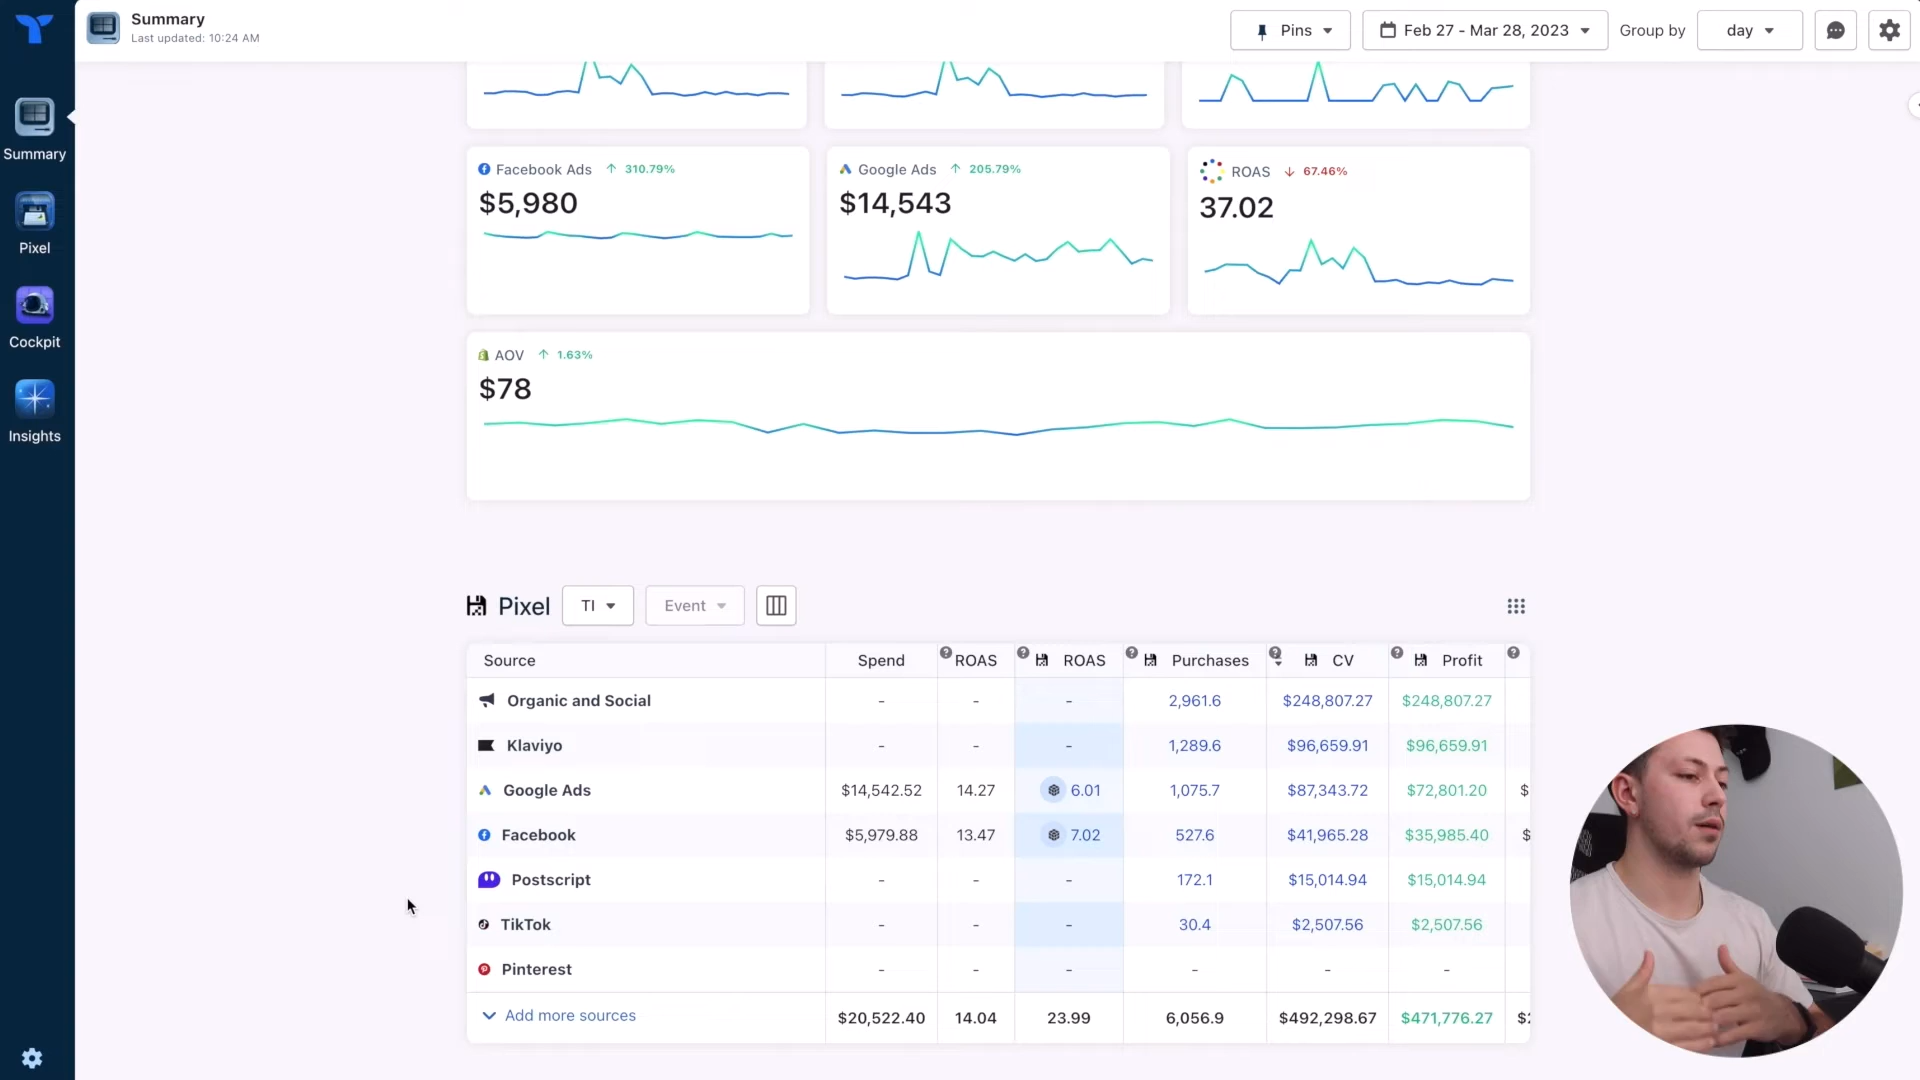 Summary
Last updated: 10:24 AM
Pins
Feb 27 - Mar 28, 2023
Group by
day
Summary
Pixel
Cockpit
Insights
Facebook Ads 310.79%
$5,980
Google Ads 205.79%
$14,543
ROAS 67.46%
37.02
AOV 1.63%
$78
Pixel TI Event
Source Spend ROAS ROAS Purchases CV Profit
Organic and Social - - - 2,961.6 $248,807.27 $248,807.27
Klaviyo - - - 1,289.6 $96,659.91 $96,659.91
Google Ads $14,542.52 14.27 6.01 1,075.7 $87,343.72 $72,801.20 $
Facebook $5,979.88 13.47 7.02 527.6 $41,965.28 $35,985.40 $
Postscript - - - 172.1 $15,014.94 $15,014.94
TikTok - - - 30.4 $2,507.56 $2,507.56
Pinterest - - - - - -
Add more sources $20,522.40 14.04 23.99 6,056.9 $492,298.67 $471,776.27